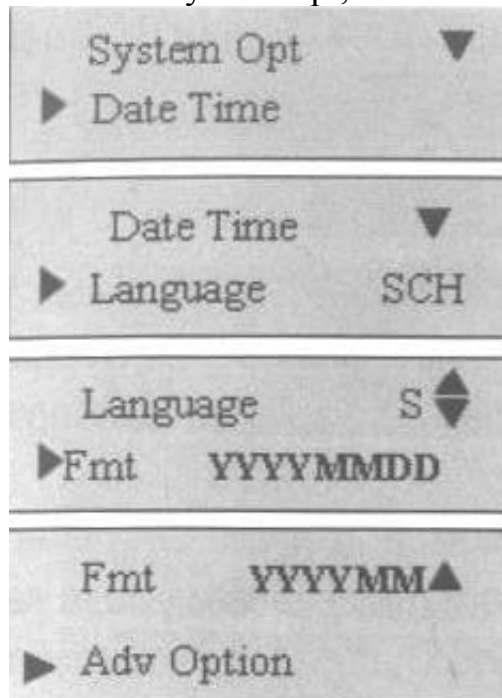 System Opt ▼
▶ Date Time
Date Time ▼
▶ Language SCH
Language S
▶Fmt YYYYMMDD
Fmt YYYYMM▲
▶ Adv Option